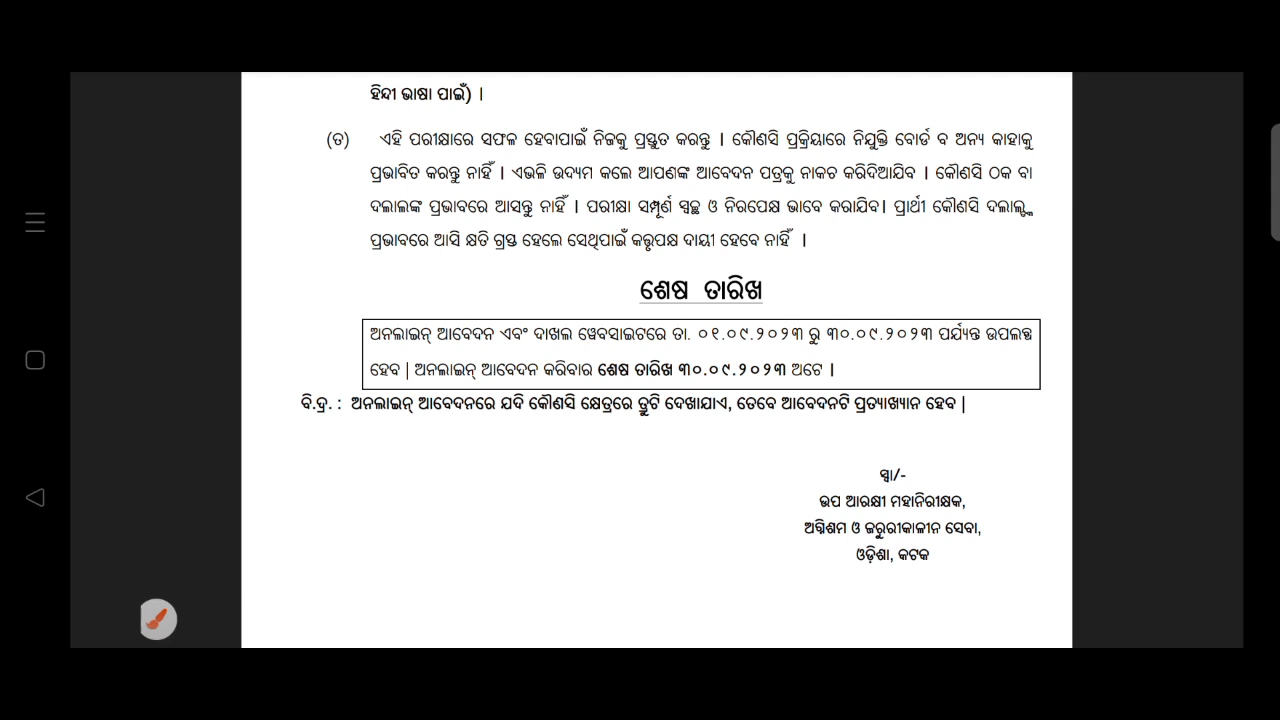 ହିନ୍ଦୀ ଭାଷା ପାଇଁ) ।
(ଡ) ଏହି ପରୀକ୍ଷାରେ ସଫଳ ହେବାପାଇଁ ନିଜକୁ ପ୍ରସ୍ତୁତ କରନ୍ତୁ । କୌଣସି ପ୍ରକ୍ରିୟାରେ ନିଯୁକ୍ତି ବୋର୍ଡ ବ ଅନ୍ୟ କାହାକୁ
ପ୍ରଭାବିତ କରନ୍ତୁ ନାହିଁ । ଏଭଳି ଉଦ୍ୟମ କଲେ ଆପଣଙ୍କ ଆବେଦନ ପତ୍ରକୁ ନାକଚ କରିଦିଆଯିବ । କୌଣସି ଠକ ବା
ଦଲାଲଙ୍କ ପ୍ରଭାବରେ ଆସନ୍ତୁ ନାହିଁ । ପରୀକ୍ଷା ସମ୍ପୂର୍ଣ ସ୍ୱଚ୍ଛ ଓ ନିରପେକ୍ଷ ଭାବେ କରାଯିବ। ପ୍ରାର୍ଥୀ କୌଣସି
ପ୍ରଭାବରେ ଆସି କ୍ଷତି ଗ୍ରସ୍ତ ହେଲେ ସେଥିପାଇଁ କର୍ତୃପକ୍ଷ ଦାୟୀ ହେବେ ନାହିଁ ।
ଶେଷ ତାରିଖ
ଅନଲାଇନ୍ ଆବେଦନ ଏବଂ ଦାଖଲ ୱେବସାଇଟରେ ତା. ୦୧.୦୯.୨୦୨୩ ରୁ ୩୦.୦୯.୨୦୨୩ ପର୍ଯ୍ୟନ୍ତ ଉପଲବ୍ଧ
ହେବ | ଅନଲାଇନ୍ ଆବେଦନ କରିବାର ଶେଷ ତାରିଖ ୩୦.୦୯.୨୦୨୩ ଅଟେ ।
ବି.ଦ୍ର. : ଅନଲାଇନ୍ ଆବେଦନରେ ଯଦି କୌଣସି କ୍ଷେତ୍ରରେ ତ୍ରୁଟି ଦେଖାଯାଏ, ତେବେ ଆବେଦନଟି ପ୍ରତ୍ୟାଖ୍ୟାନ ହେବ |
ସ୍ୱା/-
ଉପ ଆରକ୍ଷୀ ମହାନିରୀକ୍ଷକ,
ଅଗ୍ନିଶମ ଓ ଜରୁରୀକାଳୀନ ସେବା,
ଓଡ଼ିଶା, କଟକ